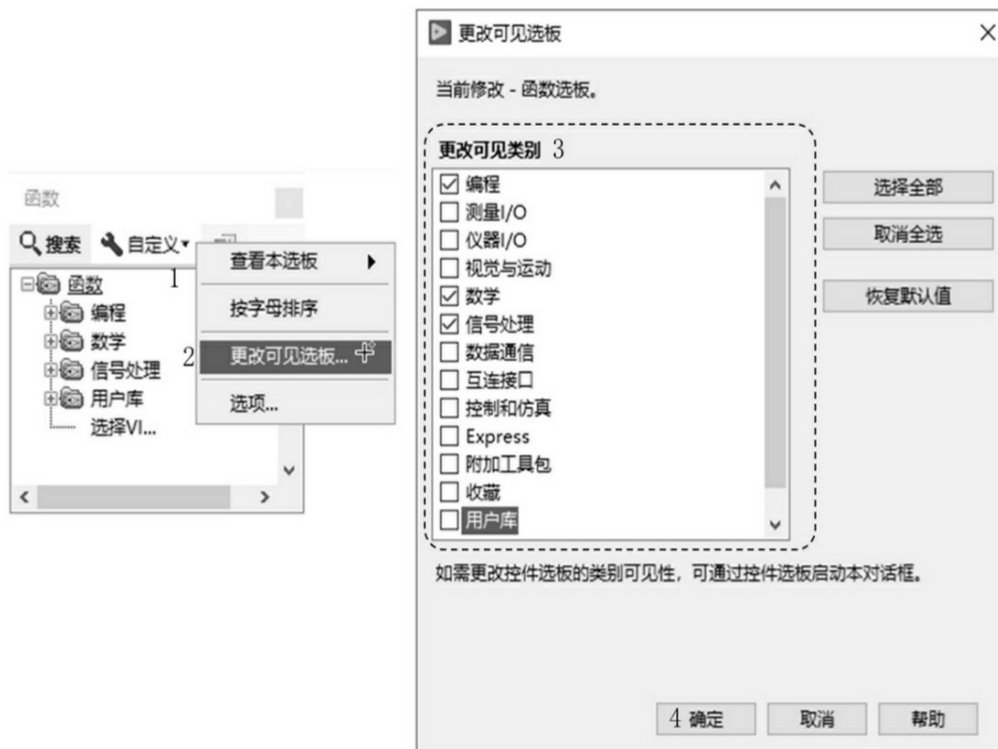 函数
搜索 自定义
1
查看本选板
函数
按字母排序
编程
数学
2 更改可见选板...
信号处理
用户库
选项...
选择VI...
更改可见选板
当前修改 - 函数选板。
更改可见类别 3
编程
测量I/O
仪器I/O
视觉与运动
数学
信号处理
数据通信
互连接口
控制和仿真
Express
附加工具包
收藏
用户库
选择全部
取消全选
恢复默认值
如需更改控件选板的类别可见性，可通过控件选板启动本对话框。
4 确定 取消 帮助